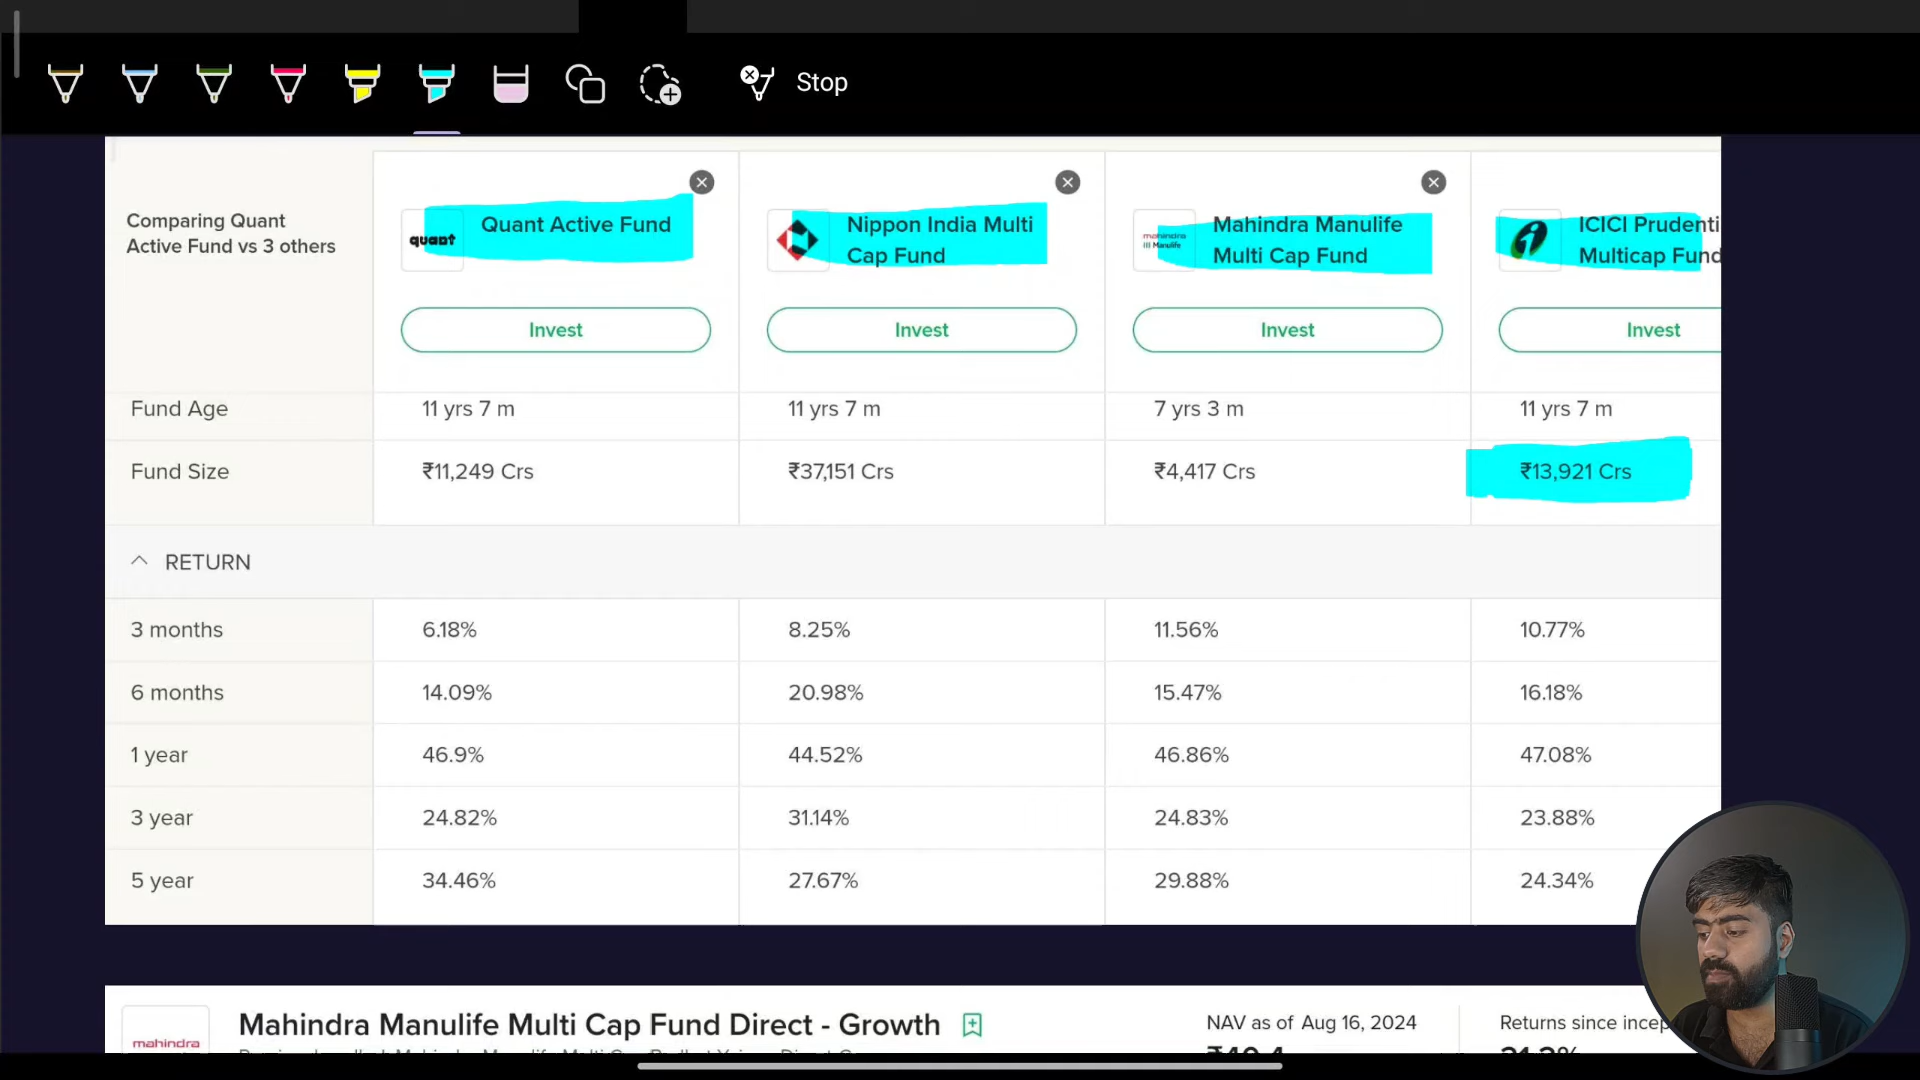 Stop
Comparing Quant
Active Fund vs 3 others
quant
Quant Active Fund
Nippon India Multi
Cap Fund
mahindra
Manulife
Mahindra Manulife
Multi Cap Fund
ICICI Prudenti
Multicap Fund
Invest
Invest
Invest
Invest
Fund Age
11 yrs 7 m
11 yrs 7 m
7 yrs 3 m
11 yrs 7 m
Fund Size
₹11,249 Crs
₹37,151 Crs
₹4,417 Crs
₹13,921 Crs
RETURN
3 months
6.18%
8.25%
11.56%
10.77%
6 months
14.09%
20.98%
15.47%
16.18%
1 year
46.9%
44.52%
46.86%
47.08%
3 year
24.82%
31.14%
24.83%
23.88%
5 year
34.46%
27.67%
29.88%
24.34%
mahindra
Mahindra Manulife Multi Cap Fund Direct - Growth
NAV as of Aug 16, 2024
Returns since incep